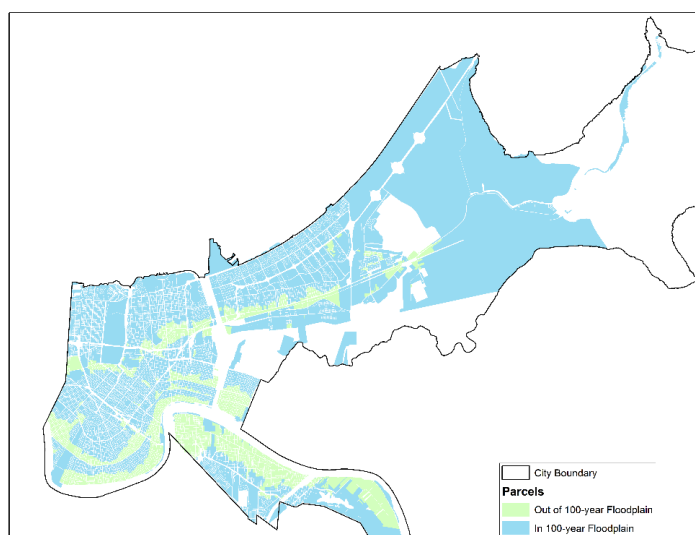 City Boundary
Parcels
Out of 100-year Floodplain
In 100-year Floodplain